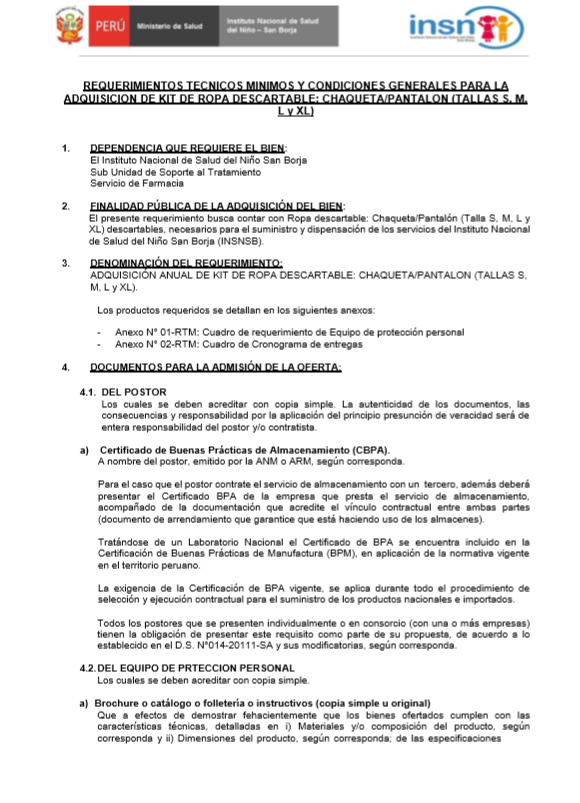 PERÚ Ministerio de Salud Instituto Nacional de Salud
del Niño – San Borja
insn
REQUERIMIENTOS TECNICOS MINIMOS Y CONDICIONES GENERALES PARA LA
ADQUISICION DE KIT DE ROPA DESCARTABLE: CHAQUETA/PANTALON (TALLAS S, M,
L y XL)
1. DEPENDENCIA QUE REQUIERE EL BIEN:
El Instituto Nacional de Salud del Niño San Borja
Sub Unidad de Soporte al Tratamiento
Servicio de Farmacia
2. FINALIDAD PÚBLICA DE LA ADQUISICIÓN DEL BIEN:
El presente requerimiento busca contar con Ropa descartable: Chaqueta/Pantalón (Talla S, M, L y
XL) descartables, necesarios para el suministro y dispensación de los servicios del Instituto Nacional
de Salud del Niño San Borja (INSNSB).
3. DENOMINACIÓN DEL REQUERIMIENTO:
ADQUISICIÓN ANUAL DE KIT DE ROPA DESCARTABLE: CHAQUETA/PANTALON (TALLAS S,
M, L y XL).
Los productos requeridos se detallan en los siguientes anexos:
- Anexo N° 01-RTM: Cuadro de requerimiento de Equipo de protección personal
- Anexo N° 02-RTM: Cuadro de Cronograma de entregas
4. DOCUMENTOS PARA LA ADMISIÓN DE LA OFERTA:
4.1. DEL POSTOR
Los cuales se deben acreditar con copia simple. La autenticidad de los documentos, las
consecuencias y responsabilidad por la aplicación del principio presunción de veracidad será de
entera responsabilidad del postor y/o contratista.
a) Certificado de Buenas Prácticas de Almacenamiento (CBPA).
A nombre del postor, emitido por la ANM o ARM, según corresponda.
Para el caso que el postor contrate el servicio de almacenamiento con un tercero, además deberá
presentar el Certificado BPA de la empresa que presta el servicio de almacenamiento,
acompañado de la documentación que acredite el vínculo contractual entre ambas partes
(documento de arrendamiento que garantice que está haciendo uso de los almacenes).
Tratándose de un Laboratorio Nacional el Certificado de BPA se encuentra incluido en la
Certificación de Buenas Prácticas de Manufactura (BPM), en aplicación de la normativa vigente
en el territorio peruano.
La exigencia de la Certificación de BPA vigente, se aplica durante todo el procedimiento de
selección y ejecución contractual para el suministro de los productos nacionales e importados.
Todos los postores que se presenten individualmente o en consorcio (con una o más empresas)
tienen la obligación de presentar este requisito como parte de su propuesta, de acuerdo a lo
establecido en el D.S. N°014-20111-SA y sus modificatorias, según corresponda.
4.2. DEL EQUIPO DE PRTECCION PERSONAL
Los cuales se deben acreditar con copia simple.
a) Brochure o catálogo o folletería o instructivos (copia simple u original)
Que a efectos de demostrar fehacientemente que los bienes ofertados cumplen con las
características técnicas, detalladas en i) Materiales y/o composición del producto, según
corresponda y ii) Dimensiones del producto, según corresponda; de las especificaciones